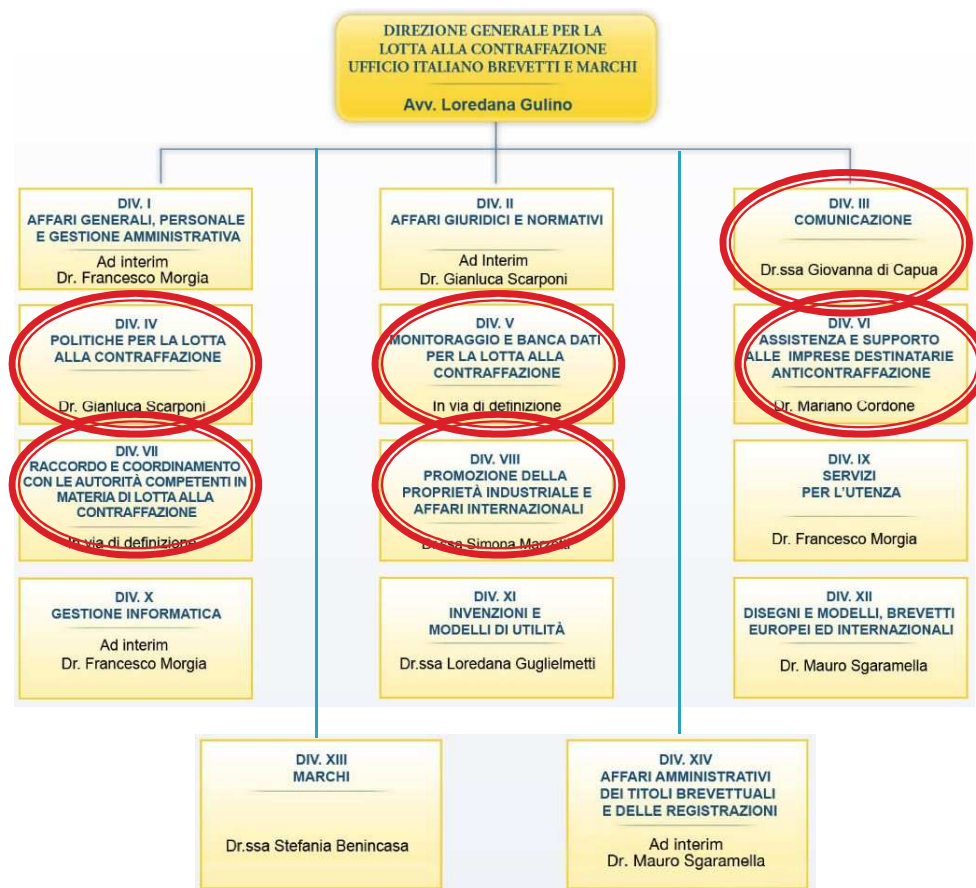 DIREZIONE GENERALE PER LA
LOTTA ALLA CONTRAFFAZIONE
UFFICIO ITALIANO BREVETTI E MARCHI
Avv. Loredana Gulino
DIV. I
AFFARI GENERALI, PERSONALE
E GESTIONE AMMINISTRATIVA
Ad interim
Dr. Francesco Morgia
DIV. II
AFFARI GIURIDICI E NORMATIVI
Ad Interim
Dr. Gianluca Scarponi
DIV. III
COMUNICAZIONE
Dr.ssa Giovanna di Capua
DIV. IV
POLITICHE PER LA LOTTA
ALLA CONTRAFFAZIONE
Dr. Gianluca Scarponi
DIV. V
MONITORAGGIO E BANCA DATI
PER LA LOTTA ALLA
CONTRAFFAZIONE
In via di definizione
DIV. VI
ASSISTENZA E SUPPORTO
ALLE IMPRESE DESTINATARIE
ANTICONTRAFFAZIONE
Dr. Mariano Cordone
DIV. VII
RACCORDO E COORDINAMENTO
CON LE AUTORITÀ COMPETENTI IN
MATERIA DI LOTTA ALLA
CONTRAFFAZIONE
In via di definizione
DIV. VIII
PROMOZIONE DELLA
PROPRIETÀ INDUSTRIALE E
AFFARI INTERNAZIONALI
Dr.ssa Simona Marzetti
DIV. IX
SERVIZI
PER L'UTENZA
Dr. Francesco Morgia
DIV. X
GESTIONE INFORMATICA
Ad interim
Dr. Francesco Morgia
DIV. XI
INVENZIONI E
MODELLI DI UTILITÀ
Dr.ssa Loredana Guglielmetti
DIV. XII
DISEGNI E MODELLI, BREVETTI
EUROPEI ED INTERNAZIONALI
Dr. Mauro Sgaramella
DIV. XIII
MARCHI
Dr.ssa Stefania Benincasa
DIV. XIV
AFFARI AMMINISTRATIVI
DEI TITOLI BREVETTUALI
E DELLE REGISTRAZIONI
Ad interim
Dr. Mauro Sgaramella